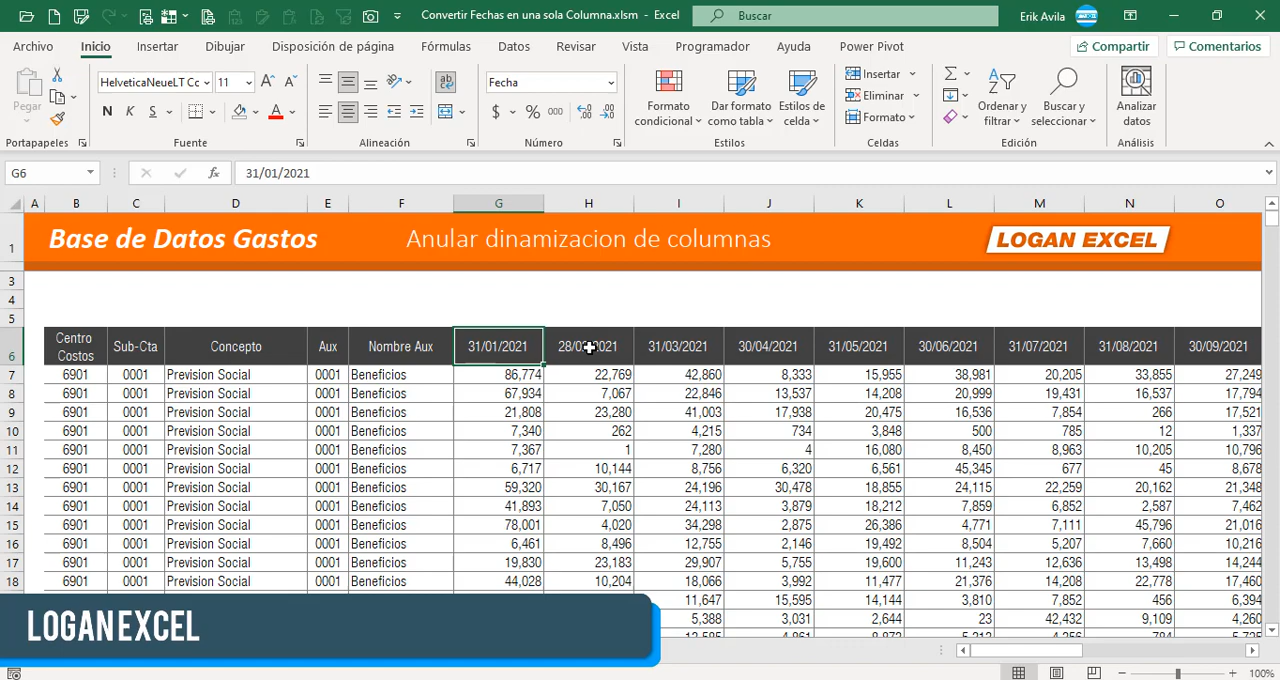 Convertir Fechas en una sola Columna.xlsm - Excel
Buscar
Erik Avila
Archivo Inicio Insertar Dibujar Disposición de página Fórmulas Datos Revisar Vista Programador Ayuda Power Pivot Compartir Comentarios
Pegar
HelveticaNeueLT Cc 11
N K S
ab
Fecha
$ % 000
Formato condicional
Dar formato como tabla
Estilos de celda
Insertar
Eliminar
Formato
Ordenar y filtrar
Buscar y seleccionar
Analizar datos
Portapapeles Fuente Alineación Número Estilos Celdas Edición Análisis
G6 fx 31/01/2021
A B C D E F G H I J K L M N O
1 Base de Datos Gastos Anular dinamizacion de columnas LOGAN EXCEL
3
4
5
6 Centro Costos Sub-Cta Concepto Aux Nombre Aux 31/01/2021 31/03/2021 30/04/2021 31/05/2021 30/06/2021 31/07/2021 31/08/2021 30/09/2021
7 6901 0001 Prevision Social 0001 Beneficios 86,774 22,769 42,860 8,333 15,955 38,981 20,205 33,855 27,249
8 6901 0001 Prevision Social 0001 Beneficios 67,934 7,067 22,846 13,537 14,208 20,999 19,431 16,537 17,794
9 6901 0001 Prevision Social 0001 Beneficios 21,808 23,280 41,003 17,938 20,475 16,536 7,854 266 17,521
10 6901 0001 Prevision Social 0001 Beneficios 7,340 262 4,215 734 3,848 500 785 12 1,337
11 6901 0001 Prevision Social 0001 Beneficios 7,367 1 7,280 4 16,080 8,450 8,963 10,205 10,796
12 6901 0001 Prevision Social 0001 Beneficios 6,717 10,144 8,756 6,320 6,561 45,345 677 45 8,678
13 6901 0001 Prevision Social 0001 Beneficios 59,320 30,167 24,196 30,478 18,855 24,115 22,259 20,162 21,348
14 6901 0001 Prevision Social 0001 Beneficios 41,893 7,050 24,113 3,879 18,212 7,859 6,852 2,587 7,462
15 6901 0001 Prevision Social 0001 Beneficios 78,001 4,020 34,298 2,875 26,386 4,771 7,111 45,796 21,016
16 6901 0001 Prevision Social 0001 Beneficios 6,461 8,496 12,755 2,146 19,492 8,504 5,207 7,660 10,216
17 6901 0001 Prevision Social 0001 Beneficios 19,830 23,183 29,907 5,755 19,600 11,243 12,636 13,498 14,244
18 6901 0001 Prevision Social 0001 Beneficios 44,028 10,204 18,066 3,992 11,477 21,376 14,208 22,778 17,460
11,647 15,595 14,144 3,810 7,852 456 6,394
5,388 3,031 2,644 23 42,432 9,109 4,260
LOGAN EXCEL
100%